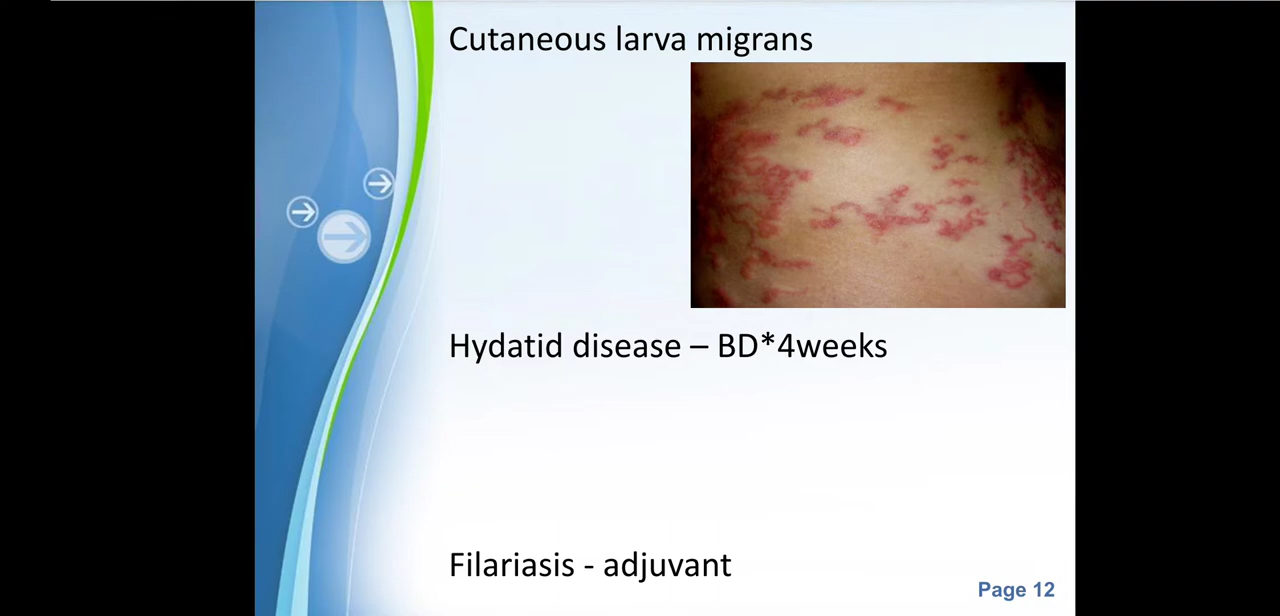 Cutaneous larva migrans
Hydatid disease – BD*4weeks
Filariasis - adjuvant
Page 12